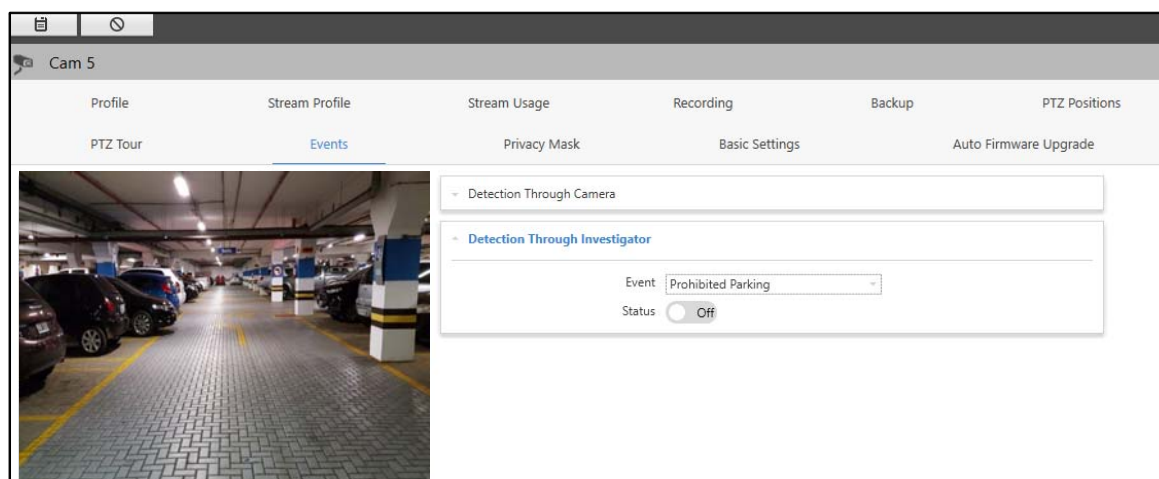 Cam 5
Profile Stream Profile Stream Usage Recording Backup PTZ Positions
PTZ Tour Events Privacy Mask Basic Settings Auto Firmware Upgrade
Detection Through Camera
Detection Through Investigator
Event Prohibited Parking
Status Off